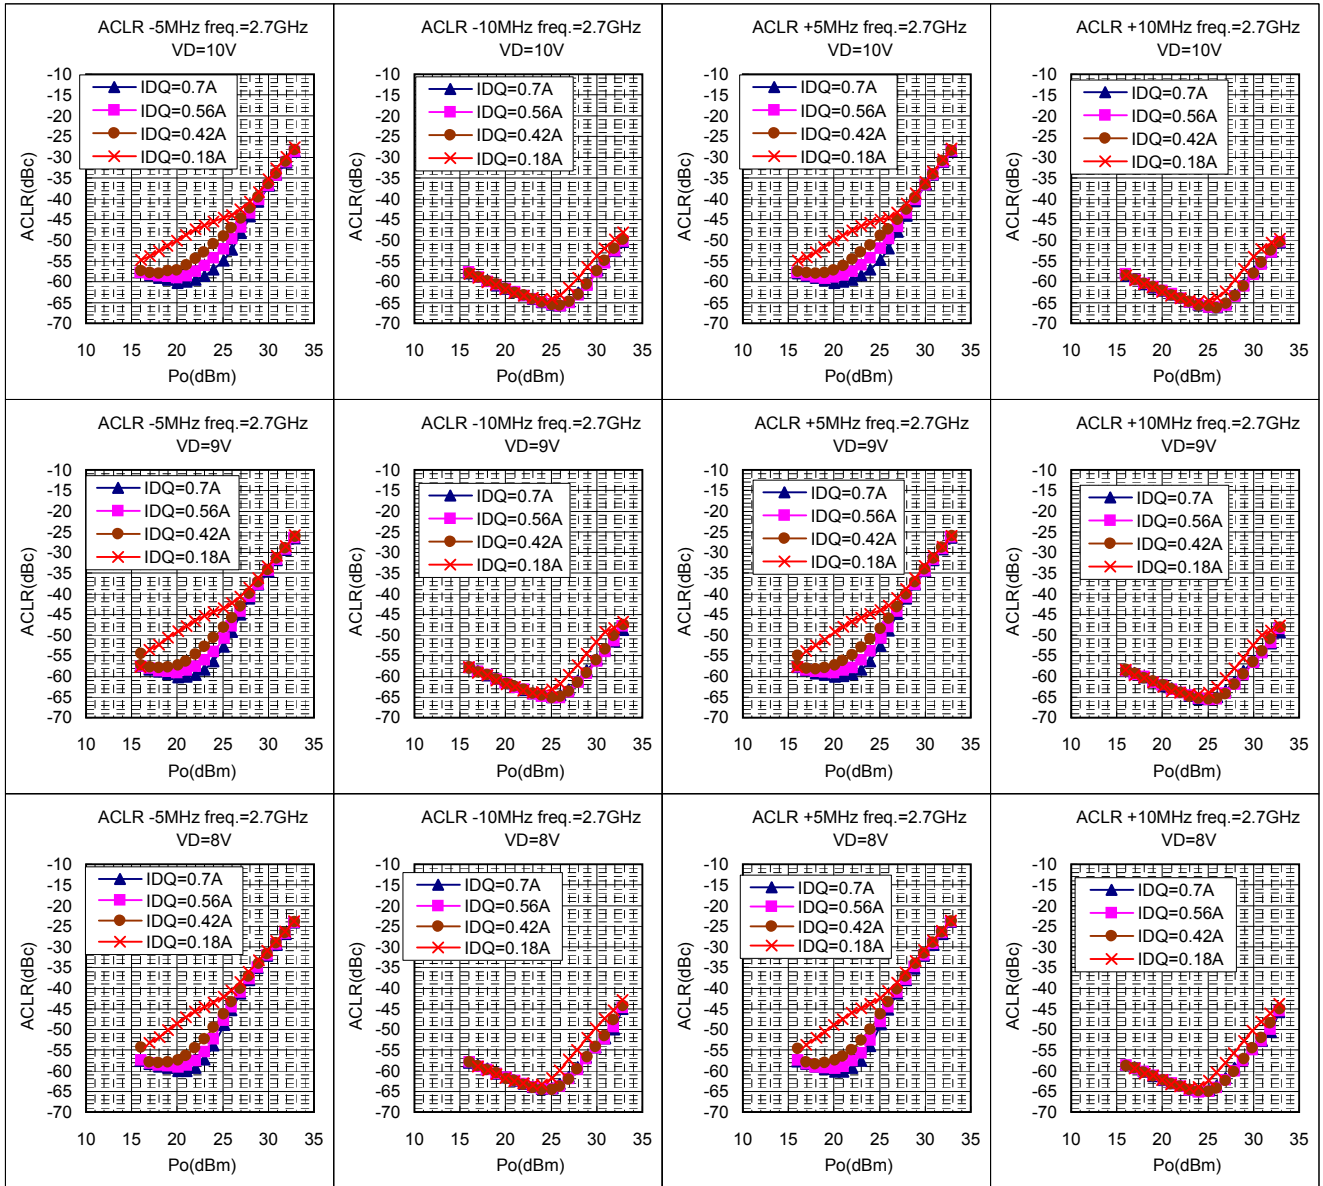 ACLR -5MHz freq.=2.7GHz
VD=10V
-10
-15
-20
-25
-30
-35
-40
-45
-50
-55
-60
-65
-70
ACLR(dBc)
IDQ=0.7A
IDQ=0.56A
IDQ=0.42A
IDQ=0.18A
10 15 20 25 30 35
Po(dBm)
ACLR -10MHz freq.=2.7GHz
VD=10V
-10
-15
-20
-25
-30
-35
-40
-45
-50
-55
-60
-65
-70
ACLR(dBc)
IDQ=0.7A
IDQ=0.56A
IDQ=0.42A
IDQ=0.18A
10 15 20 25 30 35
Po(dBm)
ACLR +5MHz freq.=2.7GHz
VD=10V
-10
-15
-20
-25
-30
-35
-40
-45
-50
-55
-60
-65
-70
ACLR(dBc)
IDQ=0.7A
IDQ=0.56A
IDQ=0.42A
IDQ=0.18A
10 15 20 25 30 35
Po(dBm)
ACLR +10MHz freq.=2.7GHz
VD=10V
-10
-15
-20
-25
-30
-35
-40
-45
-50
-55
-60
-65
-70
ACLR(dBc)
IDQ=0.7A
IDQ=0.56A
IDQ=0.42A
IDQ=0.18A
10 15 20 25 30 35
Po(dBm)
ACLR -5MHz freq.=2.7GHz
VD=9V
-10
-15
-20
-25
-30
-35
-40
-45
-50
-55
-60
-65
-70
ACLR(dBc)
IDQ=0.7A
IDQ=0.56A
IDQ=0.42A
IDQ=0.18A
10 15 20 25 30 35
Po(dBm)
ACLR -10MHz freq.=2.7GHz
VD=9V
-10
-15
-20
-25
-30
-35
-40
-45
-50
-55
-60
-65
-70
ACLR(dBc)
IDQ=0.7A
IDQ=0.56A
IDQ=0.42A
IDQ=0.18A
10 15 20 25 30 35
Po(dBm)
ACLR +5MHz freq.=2.7GHz
VD=9V
-10
-15
-20
-25
-30
-35
-40
-45
-50
-55
-60
-65
-70
ACLR(dBc)
IDQ=0.7A
IDQ=0.56A
IDQ=0.42A
IDQ=0.18A
10 15 20 25 30 35
Po(dBm)
ACLR +10MHz freq.=2.7GHz
VD=9V
-10
-15
-20
-25
-30
-35
-40
-45
-50
-55
-60
-65
-70
ACLR(dBc)
IDQ=0.7A
IDQ=0.56A
IDQ=0.42A
IDQ=0.18A
10 15 20 25 30 35
Po(dBm)
ACLR -5MHz freq.=2.7GHz
VD=8V
-10
-15
-20
-25
-30
-35
-40
-45
-50
-55
-60
-65
-70
ACLR(dBc)
IDQ=0.7A
IDQ=0.56A
IDQ=0.42A
IDQ=0.18A
10 15 20 25 30 35
Po(dBm)
ACLR -10MHz freq.=2.7GHz
VD=8V
-10
-15
-20
-25
-30
-35
-40
-45
-50
-55
-60
-65
-70
ACLR(dBc)
IDQ=0.7A
IDQ=0.56A
IDQ=0.42A
IDQ=0.18A
10 15 20 25 30 35
Po(dBm)
ACLR +5MHz freq.=2.7GHz
VD=8V
-10
-15
-20
-25
-30
-35
-40
-45
-50
-55
-60
-65
-70
ACLR(dBc)
IDQ=0.7A
IDQ=0.56A
IDQ=0.42A
IDQ=0.18A
10 15 20 25 30 35
Po(dBm)
ACLR +10MHz freq.=2.7GHz
VD=8V
-10
-15
-20
-25
-30
-35
-40
-45
-50
-55
-60
-65
-70
ACLR(dBc)
IDQ=0.7A
IDQ=0.56A
IDQ=0.42A
IDQ=0.18A
10 15 20 25 30 35
Po(dBm)